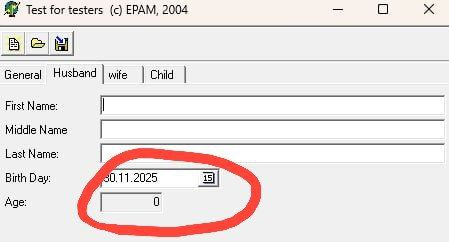 Test for testers (c) EPAM, 2004
General Husband wife Child
First Name:
Middle Name
Last Name:
Birth Day: 30.11.2025 15
Age: 0